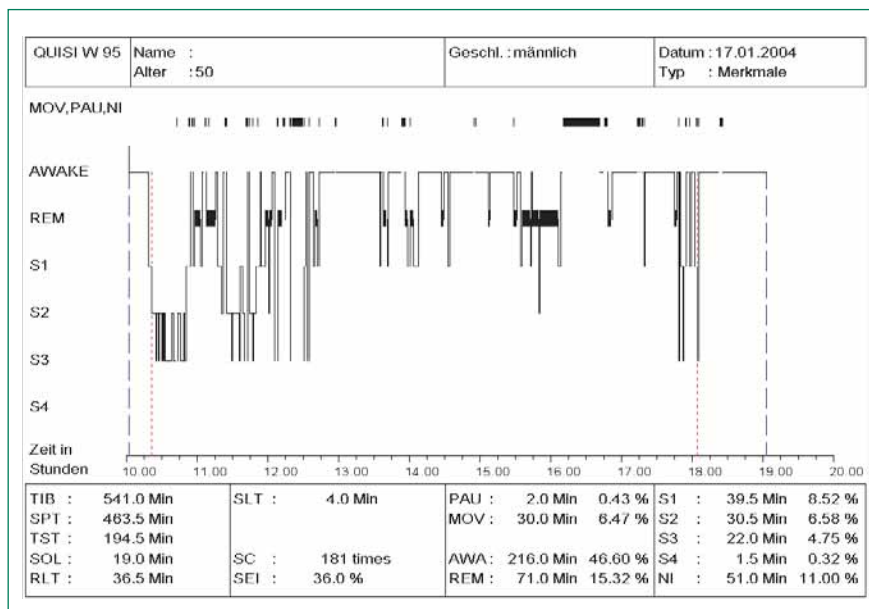 QUISI W 95 Name : Geschl. : männlich Datum : 17.01.2004
Alter : 50 Typ : Merkmale
MOV,PAU,NI
AWAKE
REM
S1
S2
S3
S4
Zeit in
Stunden 10.00 11.00 12.00 13.00 14.00 15.00 16.00 17.00 18.00 19.00 20.00
TIB : 541.0 Min SLT : 4.0 Min PAU : 2.0 Min 0.43 % S1 : 39.5 Min 8.52 %
SPT : 463.5 Min MOV : 30.0 Min 6.47 % S2 : 30.5 Min 6.58 %
TST : 194.5 Min S3 : 22.0 Min 4.75 %
SOL : 19.0 Min SC : 181 times AWA : 216.0 Min 46.60 % S4 : 1.5 Min 0.32 %
RLT : 36.5 Min SEI : 36.0 % REM : 71.0 Min 15.32 % NI : 51.0 Min 11.00 %